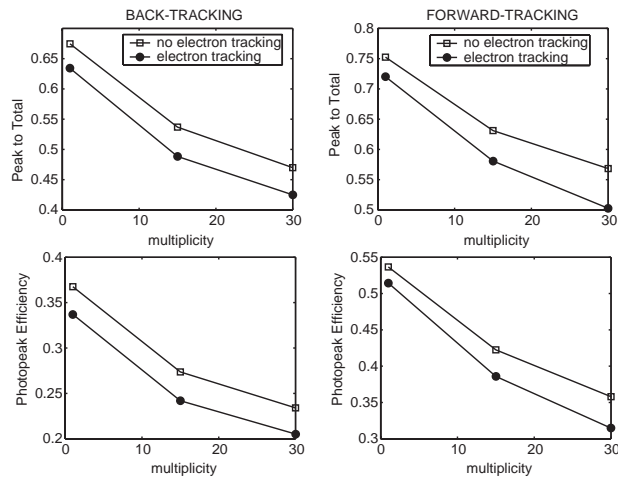 BACK-TRACKING
0.65
0.6
0.55
0.5
0.45
0.4
Peak to Total
no electron tracking
electron tracking
0
10
20
30
multiplicity
FORWARD-TRACKING
0.8
0.75
0.7
0.65
0.6
0.55
0.5
Peak to Total
no electron tracking
electron tracking
0
10
20
30
multiplicity
0.4
0.35
0.3
0.25
0.2
Photopeak Efficiency
0
10
20
30
multiplicity
0.55
0.5
0.45
0.4
0.35
0.3
Photopeak Efficiency
0
10
20
30
multiplicity